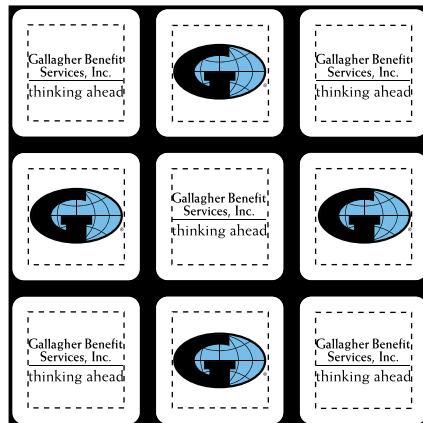 Gallagher Benefit
Services, Inc.
thinking ahead
G
®
Gallagher Benefit
Services, Inc.
thinking ahead
G
®
Gallagher Benefit
Services, Inc.
thinking ahead
G
®
Gallagher Benefit
Services, Inc.
thinking ahead
G
®
Gallagher Benefit
Services, Inc.
thinking ahead